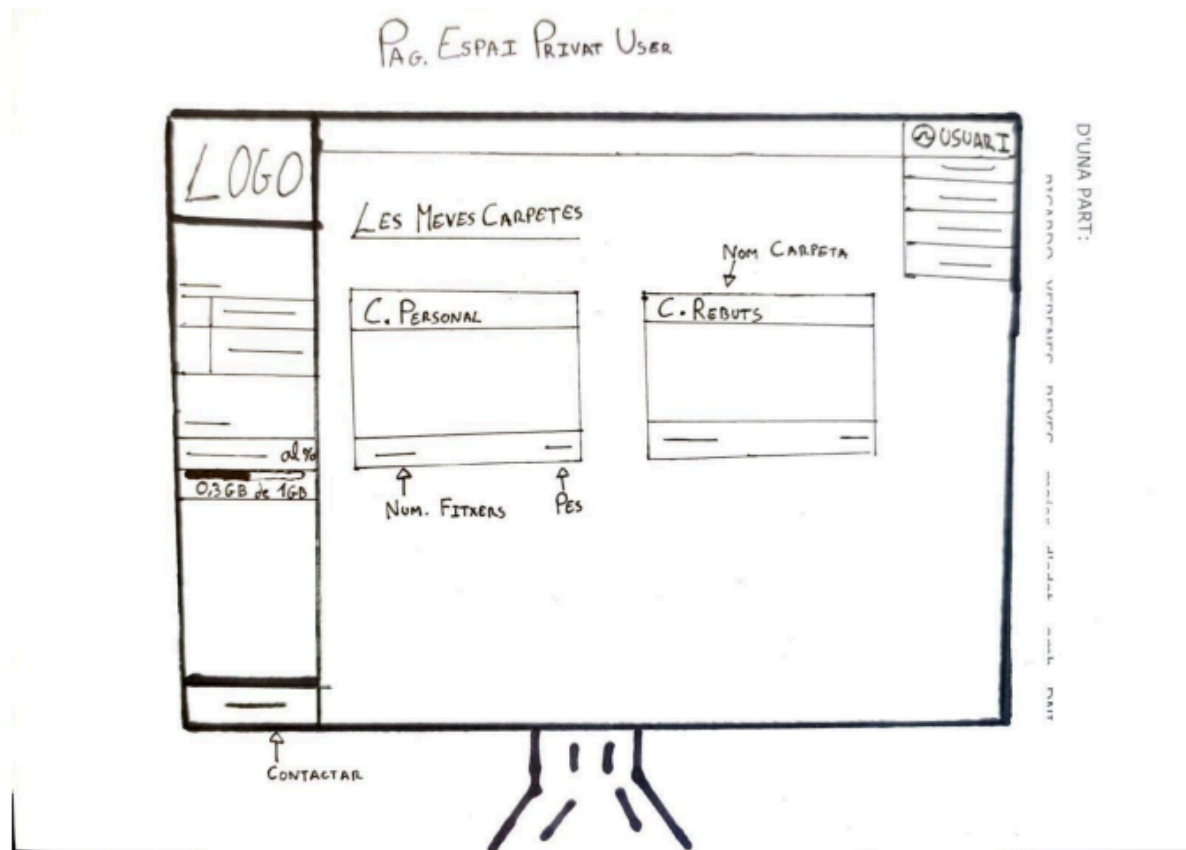 PAG. ESPAI PRIVAT USER
LOGO
USUARI
LES MEVES CARPETES
NOM CARPETA
C. PERSONAL
C. REBUTS
al %
0,3GB de 1GB
NUM. FITXERS
PES
CONTACTAR
D'UNA PART: